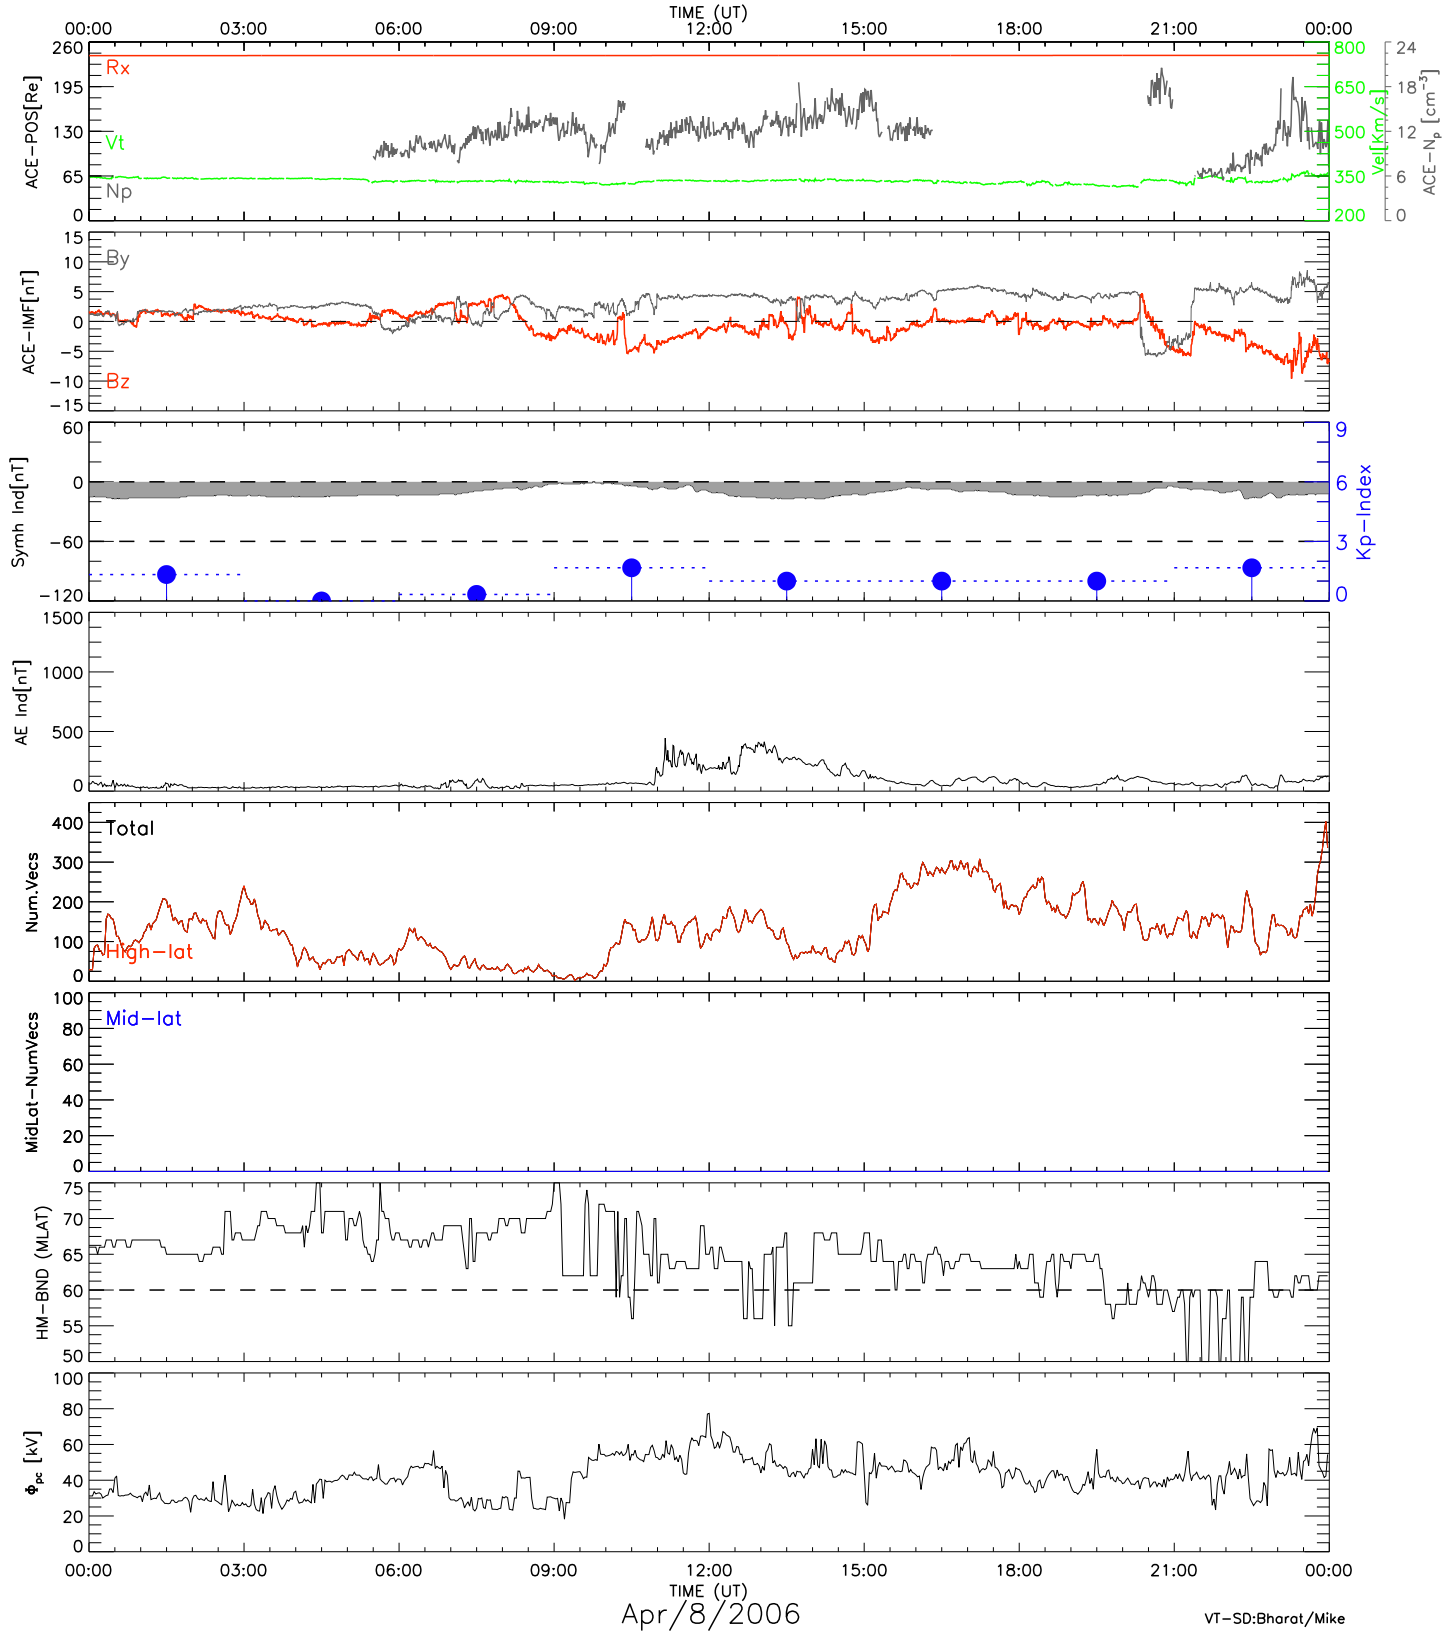 TIME (UT)
00:00 03:00 06:00 09:00 12:00 15:00 18:00 21:00 00:00
ACE-POS[Re]
260
195
130
65
0
Rx
Vt
Np
800
650
500
350
200
Vel[Km/s]
24
18
12
6
0
ACE-Np [cm⁻³]
ACE-IMF[nT]
15
10
5
0
-5
-10
-15
By
Bz
Symh Ind[nT]
60
0
-60
-120
9
6
3
0
Kp-Index
AE Ind[nT]
1500
1000
500
0
Num.Vecs
400
300
200
100
0
Total
High-lat
MidLat-NumVecs
100
80
60
40
20
0
Mid-lat
HM-BND (MLAT)
75
70
65
60
55
50
Φpc [kV]
100
80
60
40
20
0
00:00 03:00 06:00 09:00 12:00 15:00 18:00 21:00 00:00
TIME (UT)
Apr/8/2006
VT-SD:Bharat/Mike